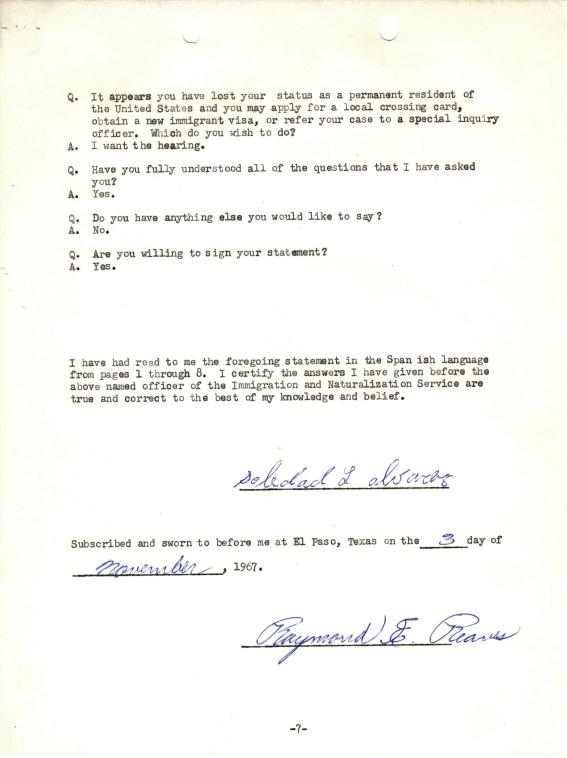 Q. It appears you have lost your status as a permanent resident of
the United States and you may apply for a local crossing card,
obtain a new immigrant visa, or refer your case to a special inquiry
officer. Which do you wish to do?
A. I want the hearing.
Q. Have you fully understood all of the questions that I have asked
you?
A. Yes.
Q. Do you have anything else you would like to say?
A. No.
Q. Are you willing to sign your statement?
A. Yes.
I have had read to me the foregoing statement in the Span ish language
from pages 1 through 8. I certify the answers I have given before the
above named officer of the Immigration and Naturalization Service are
true and correct to the best of my knowledge and belief.
Soledad L Alvarez
Subscribed and sworn to before me at El Paso, Texas on the 3 day of
November, 1967.
Raymond E. Reaves
-7-